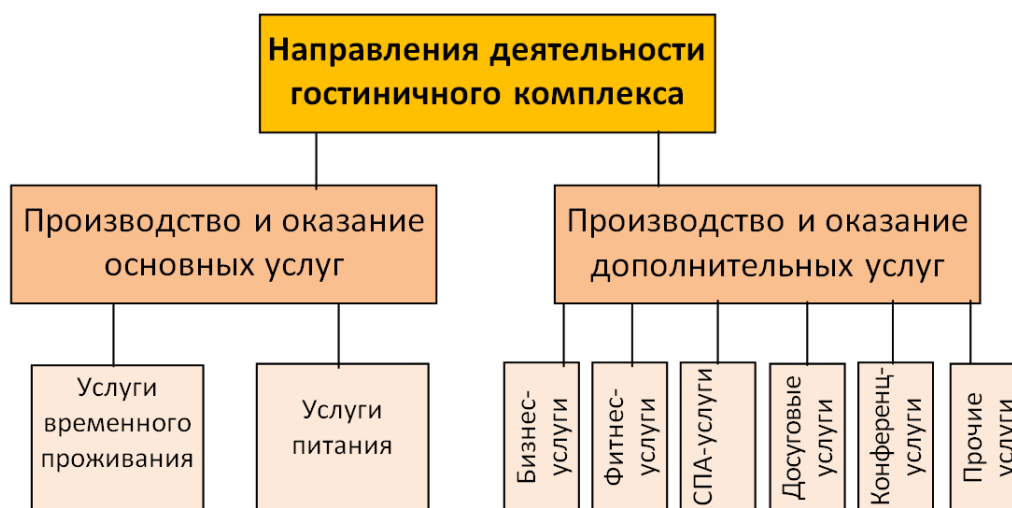 Направления деятельности
гостиничного комплекса
Производство и оказание
основных услуг
Производство и оказание
дополнительных услуг
Услуги
временного
проживания
Услуги
питания
Бизнес-
услуги
Фитнес-
услуги
СПА-услуги
Досуговые
услуги
Конференц-
услуги
Прочие
услуги